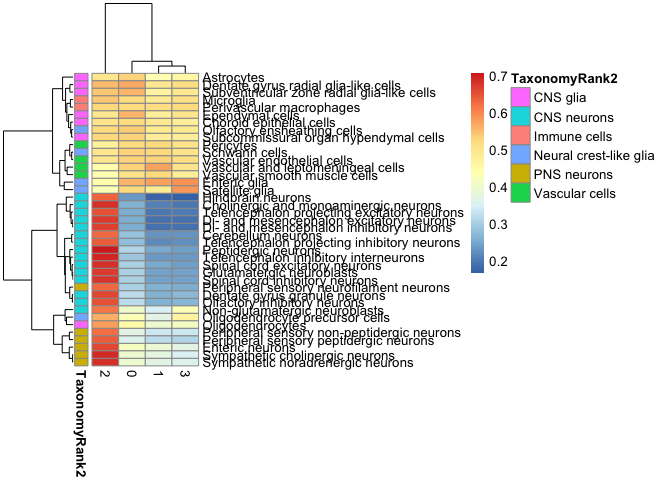 Astrocytes
Dentate gyrus radial glia-like cells
Subventricular zone radial glia-like cells
Microglia
Perivascular macrophages
Ependymal cells
Choroid epithelial cells
Olfactory ensheathing cells
Subcommissural organ hypendymal cells
Pericytes
Schwann cells
Vascular endothelial cells
Vascular and leptomeningeal cells
Vascular smooth muscle cells
Enteric glia
Satellite glia
Hindbrain neurons
Cholinergic and monoaminergic neurons
Telencephalon projecting excitatory neurons
Di- and mesencephalon excitatory neurons
Di- and mesencephalon inhibitory neurons
Cerebellum neurons
Telencephalon projecting inhibitory neurons
Peptidergic neurons
Telencephalon inhibitory interneurons
Spinal cord excitatory neurons
Glutamatergic neuroblasts
Spinal cord inhibitory neurons
Peripheral sensory neurofilament neurons
Dentate gyrus granule neurons
Olfactory inhibitory neurons
Non-glutamatergic neuroblasts
Oligodendrocyte precursor cells
Oligodendrocytes
Peripheral sensory non-peptidergic neurons
Peripheral sensory peptidergic neurons
Enteric neurons
Sympathetic cholinergic neurons
Sympathetic noradrenergic neurons
TaxonomyRank2
2 0 1 3
0.7
0.6
0.5
0.4
0.3
0.2
TaxonomyRank2
CNS glia
CNS neurons
Immune cells
Neural crest-like glia
PNS neurons
Vascular cells